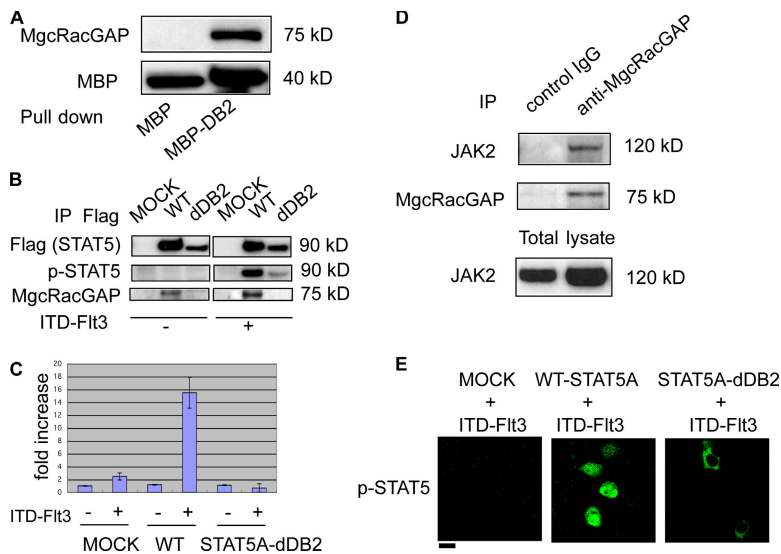 A
MgcRacGAP
75 kD
MBP
40 kD
Pull down
MBP
MBP-DB2
B
IP Flag
MOCK
WT
dDB2
MOCK
WT
dDB2
Flag (STAT5)
90 kD
p-STAT5
90 kD
MgcRacGAP
75 kD
ITD-Flt3
- +
C
fold increase
20
18
16
14
12
10
8
6
4
2
0
ITD-Flt3 - + - + - +
MOCK WT STAT5A-dDB2
D
IP
control IgG
anti-MgcRacGAP
JAK2
120 kD
MgcRacGAP
75 kD
Total lysate
JAK2
120 kD
E
MOCK
+
ITD-Flt3
WT-STAT5A
+
ITD-Flt3
STAT5A-dDB2
+
ITD-Flt3
p-STAT5